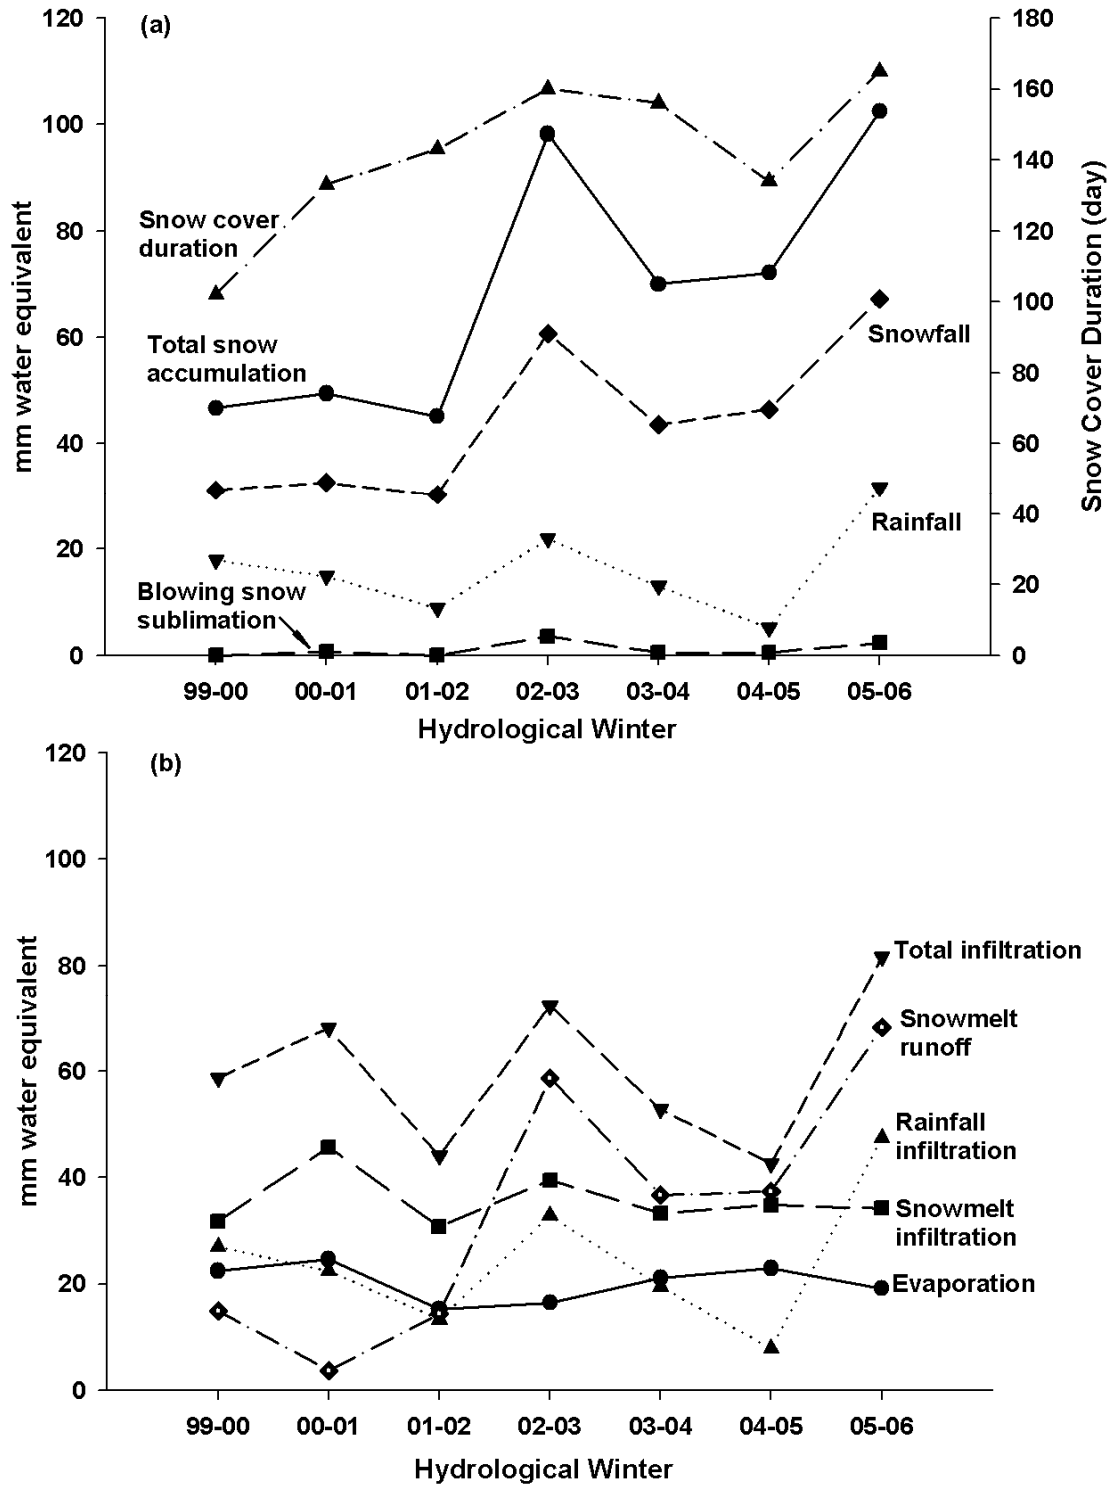 (a)
120
100
80
60
40
20
0
mm water equivalent
180
160
140
120
100
80
60
40
20
0
Snow Cover Duration (day)
Snow cover
duration
Total snow
accumulation
Snowfall
Rainfall
Blowing snow
sublimation
99-00 00-01 01-02 02-03 03-04 04-05 05-06
Hydrological Winter
(b)
120
100
80
60
40
20
0
mm water equivalent
Total infiltration
Snowmelt
runoff
Rainfall
infiltration
Snowmelt
infiltration
Evaporation
99-00 00-01 01-02 02-03 03-04 04-05 05-06
Hydrological Winter